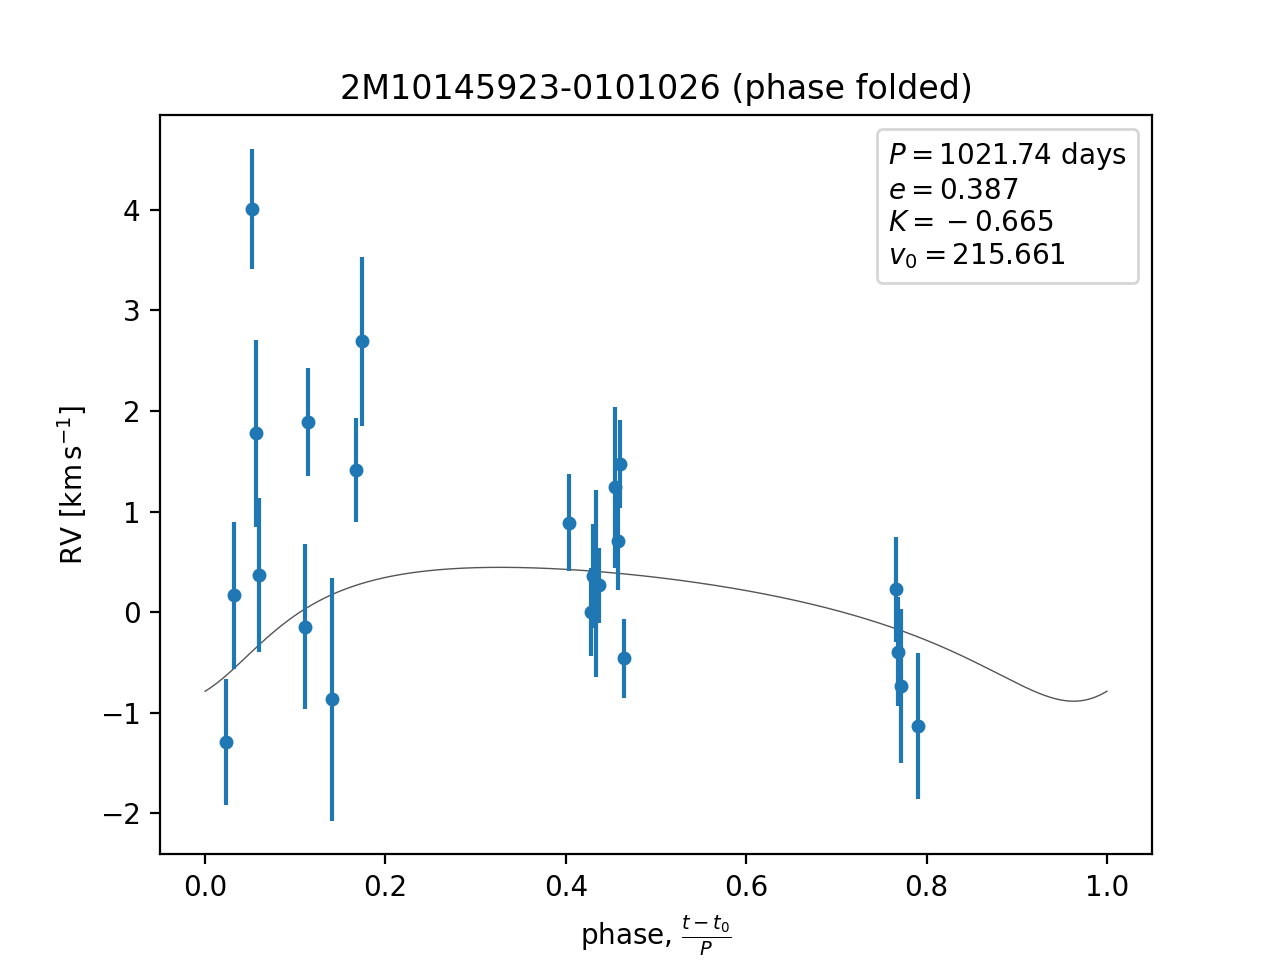 2M10145923-0101026 (phase folded)
P = 1021.74 days
e = 0.387
K = −0.665
v₀ = 215.661
RV [km s⁻¹]
4
3
2
1
0
−1
−2
0.0 0.2 0.4 0.6 0.8 1.0
phase, (t − t₀)/P